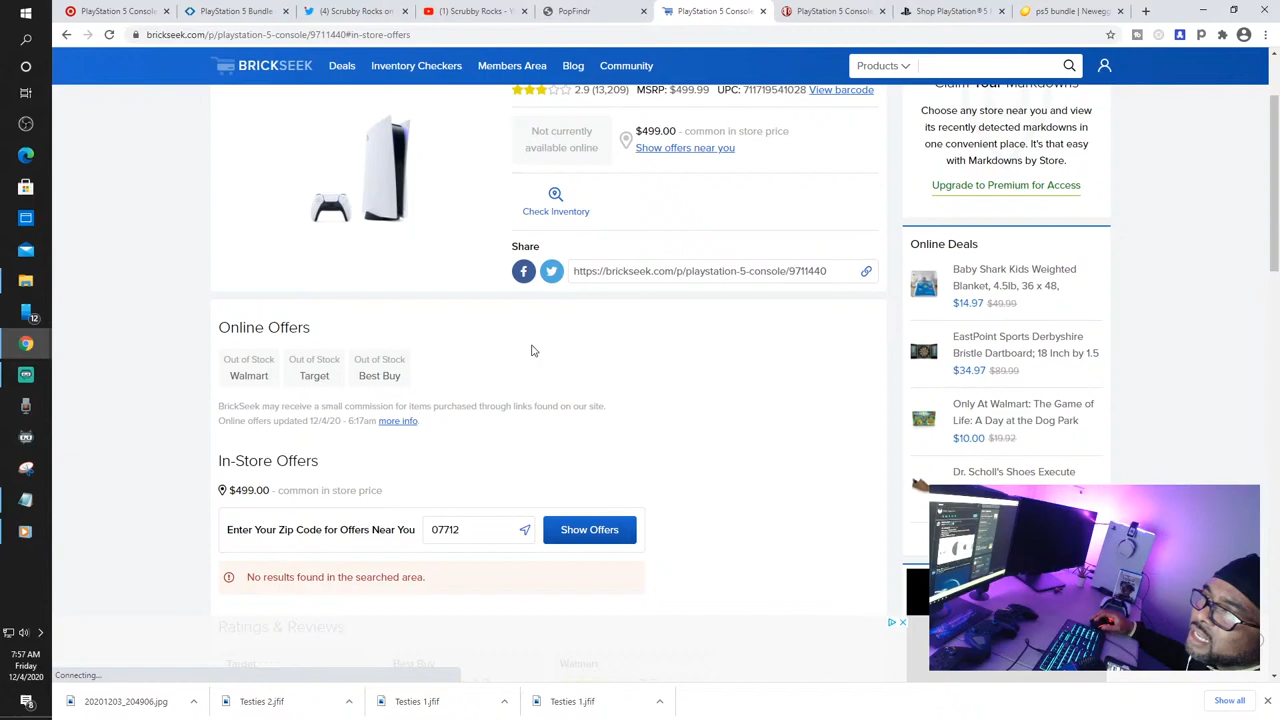 PlayStation 5 Console
PlayStation 5 Bundle
(4) Scrubby Rocks on
(1) Scrubby Rocks - Y
PopFindr
PlayStation 5 Console
PlayStation 5 Console
Shop PlayStation®5
ps5 bundle | Newegg
brickseek.com/p/playstation-5-console/9711440#in-store-offers
BRICKSEEK
Deals
Inventory Checkers
Members Area
Blog
Community
Products
2.9 (13,209)
MSRP: $499.99
UPC: 711719541028
View barcode
Not currently
available online
$499.00 - common in store price
Show offers near you
Check Inventory
Share
https://brickseek.com/p/playstation-5-console/9711440
Online Offers
Out of Stock
Walmart
Out of Stock
Target
Out of Stock
Best Buy
BrickSeek may receive a small commission for items purchased through links found on our site.
Online offers updated 12/4/20 - 6:17am more info.
In-Store Offers
$499.00 - common in store price
Enter Your Zip Code for Offers Near You
07712
Show Offers
No results found in the searched area.
Ratings & Reviews
Target
Best Buy
Walmart
Claim Your Markdowns
Choose any store near you and view
its recently detected markdowns in
one convenient place. It's that easy
with Markdowns by Store.
Upgrade to Premium for Access
Online Deals
Baby Shark Kids Weighted
Blanket, 4.5lb, 36 x 48,
$14.97 $49.99
EastPoint Sports Derbyshire
Bristle Dartboard; 18 Inch by 1.5
$34.97 $89.99
Only At Walmart: The Game of
Life: A Day at the Dog Park
$10.00 $19.92
Dr. Scholl's Shoes Execute
12
7:57 AM
Friday
12/4/2020
8
Connecting...
20201203_204906.jpg
Testies 2.jfif
Testies 1.jfif
Testies 1.jfif
Show all